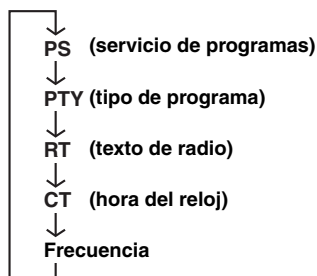 PS (servicio de programas)
PTY (tipo de programa)
RT (texto de radio)
CT (hora del reloj)
Frecuencia